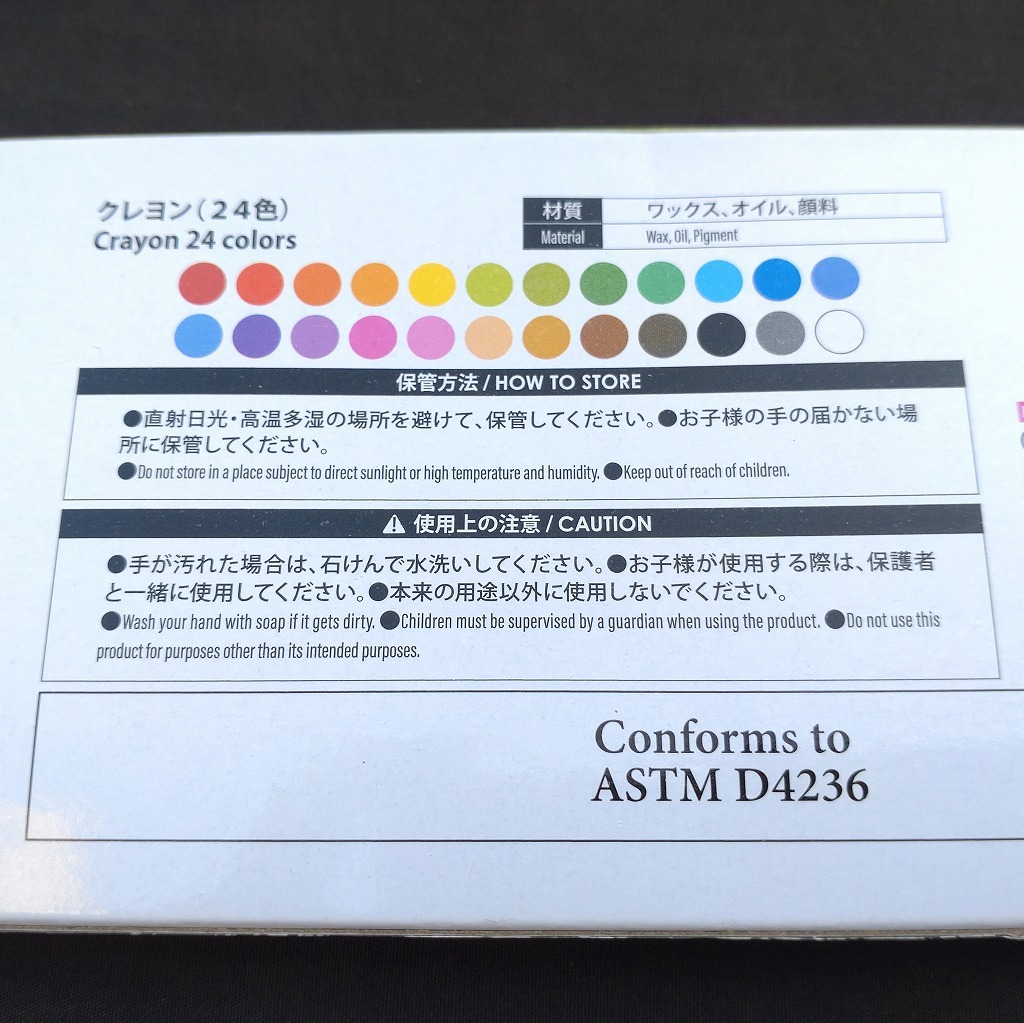 クレヨン（２４色）
Crayon 24 colors
材質 ワックス、オイル、顔料
Material Wax, Oil, Pigment
保管方法 / HOW TO STORE
●直射日光・高温多湿の場所を避けて、保管してください。●お子様の手の届かない場
所に保管してください。
●Do not store in a place subject to direct sunlight or high temperature and humidity. ●Keep out of reach of children.
⚠ 使用上の注意 / CAUTION
●手が汚れた場合は、石けんで水洗いしてください。●お子様が使用する際は、保護者
と一緒に使用してください。●本来の用途以外に使用しないでください。
●Wash your hand with soap if it gets dirty. ●Children must be supervised by a guardian when using the product. ●Do not use this
product for purposes other than its intended purposes.
Conforms to
ASTM D4236